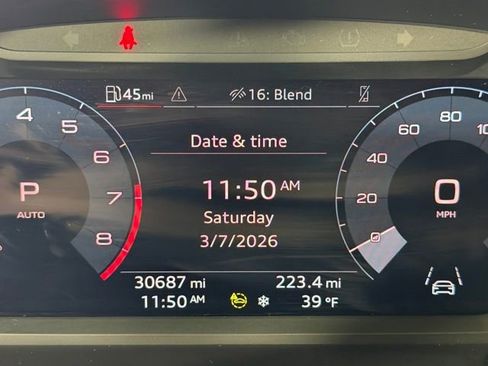 45mi
16: Blend
Date & time
11:50 AM
Saturday
3/7/2026
4
5
6
7
8
P
AUTO
100
80
60
40
20
0
0
MPH
30687 mi
223.4 mi
11:50 AM
39 °F